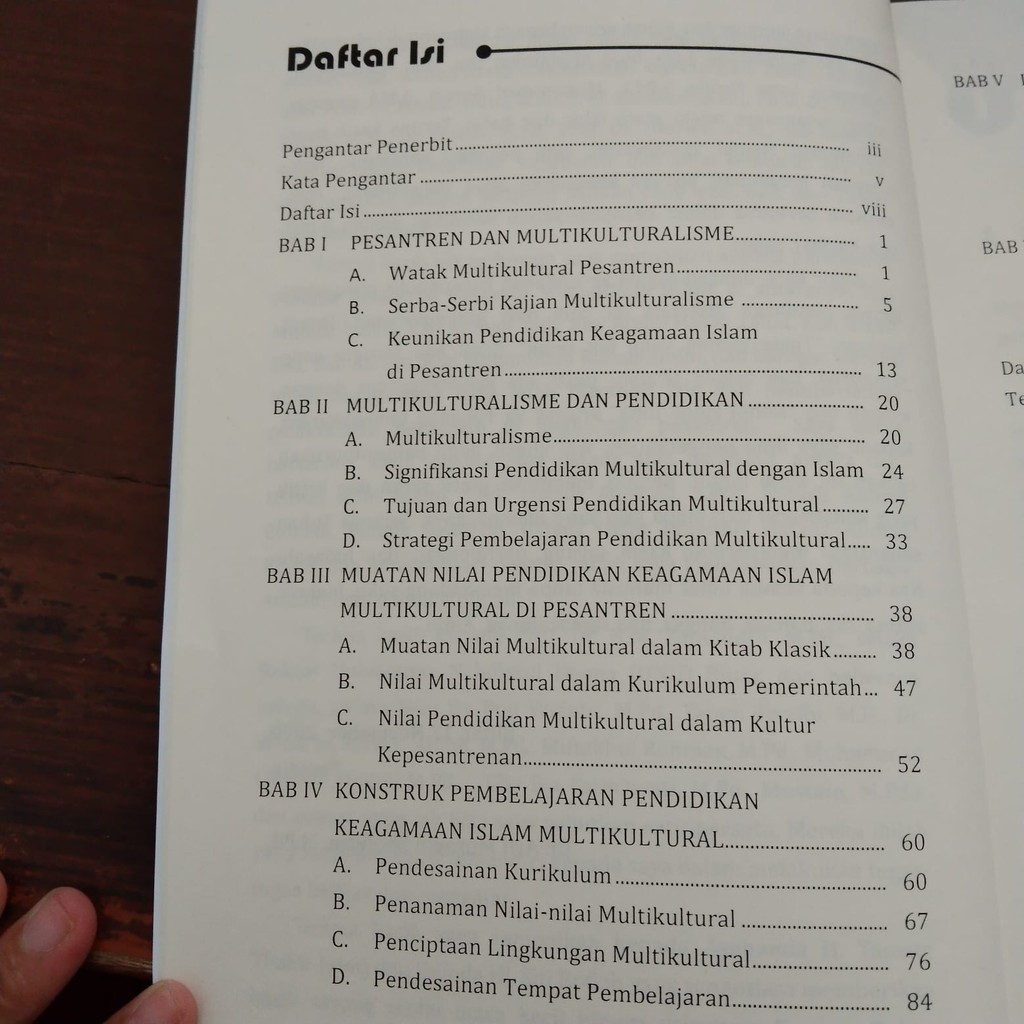 Daftar Isi
Pengantar Penerbit.......... iii
Kata Pengantar.......... v
Daftar Isi.......... viii
BAB I PESANTREN DAN MULTIKULTURALISME.......... 1
A. Watak Multikultural Pesantren.......... 1
B. Serba-Serbi Kajian Multikulturalisme .......... 5
C. Keunikan Pendidikan Keagamaan Islam
di Pesantren.......... 13
BAB II MULTIKULTURALISME DAN PENDIDIKAN.......... 20
A. Multikulturalisme.......... 20
B. Signifikansi Pendidikan Multikultural dengan Islam 24
C. Tujuan dan Urgensi Pendidikan Multikultural.......... 27
D. Strategi Pembelajaran Pendidikan Multikultural..... 33
BAB III MUATAN NILAI PENDIDIKAN KEAGAMAAN ISLAM
MULTIKULTURAL DI PESANTREN.......... 38
A. Muatan Nilai Multikultural dalam Kitab Klasik......... 38
B. Nilai Multikultural dalam Kurikulum Pemerintah... 47
C. Nilai Pendidikan Multikultural dalam Kultur
Kepesantrenan.......... 52
BAB IV KONSTRUK PEMBELAJARAN PENDIDIKAN
KEAGAMAAN ISLAM MULTIKULTURAL.......... 60
A. Pendesainan Kurikulum.......... 60
B. Penanaman Nilai-nilai Multikultural .......... 67
C. Penciptaan Lingkungan Multikultural.......... 76
D. Pendesainan Tempat Pembelajaran.......... 84
BAB V
BAB